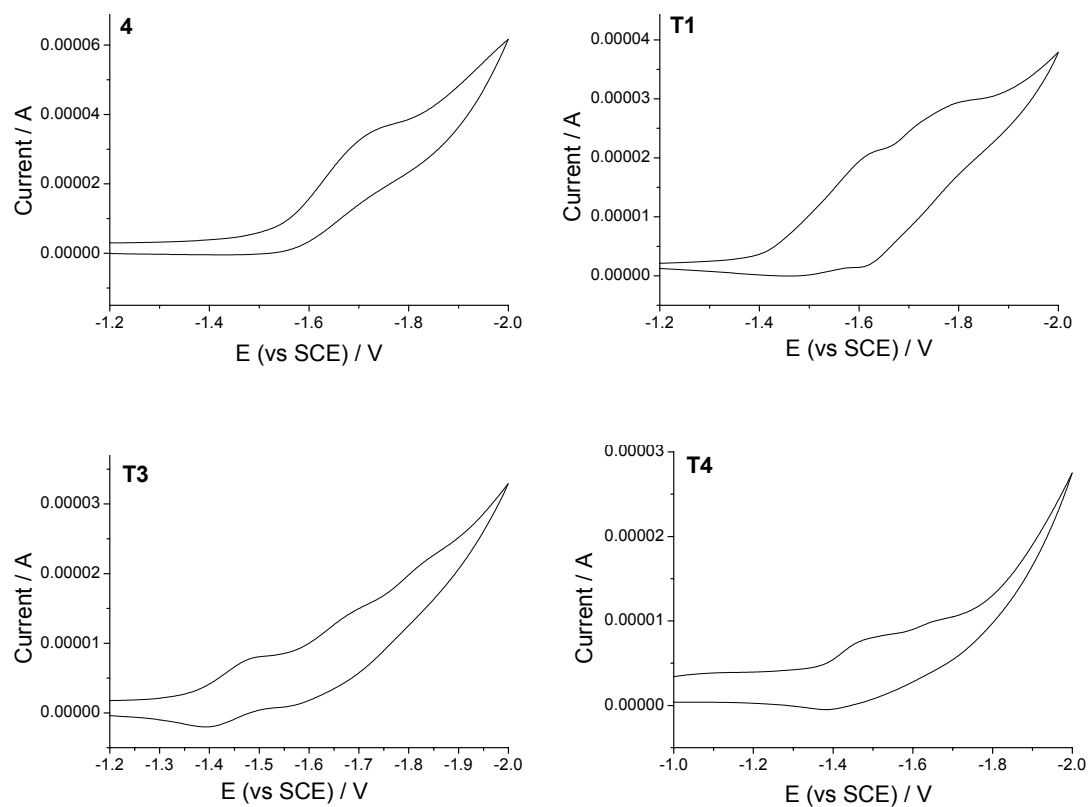 4
0.00006
0.00004
0.00002
0.00000
Current / A
-1.2 -1.4 -1.6 -1.8 -2.0
E (vs SCE) / V
T1
0.00004
0.00003
0.00002
0.00001
0.00000
Current / A
-1.2 -1.4 -1.6 -1.8 -2.0
E (vs SCE) / V
T3
0.00003
0.00002
0.00001
0.00000
Current / A
-1.2 -1.3 -1.4 -1.5 -1.6 -1.7 -1.8 -1.9 -2.0
E (vs SCE) / V
T4
0.00003
0.00002
0.00001
0.00000
Current / A
-1.0 -1.2 -1.4 -1.6 -1.8 -2.0
E (vs SCE) / V